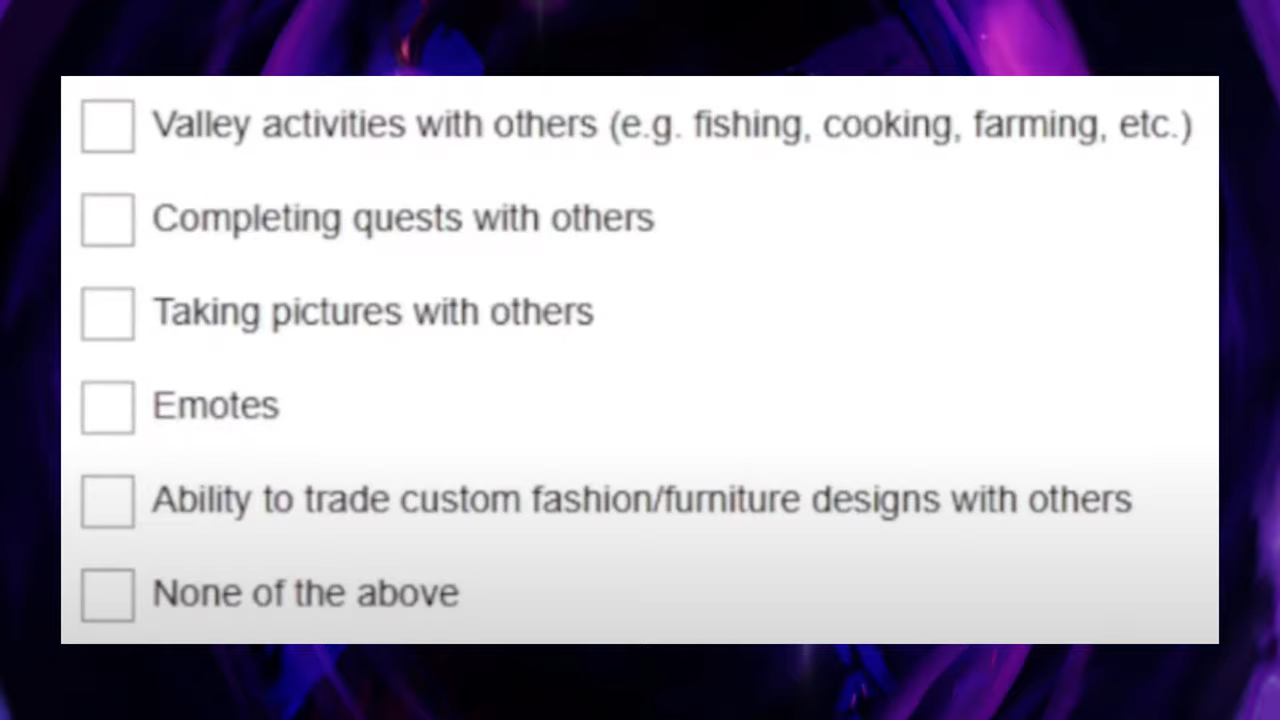 Valley activities with others (e.g. fishing, cooking, farming, etc.)
Completing quests with others
Taking pictures with others
Emotes
Ability to trade custom fashion/furniture designs with others
None of the above